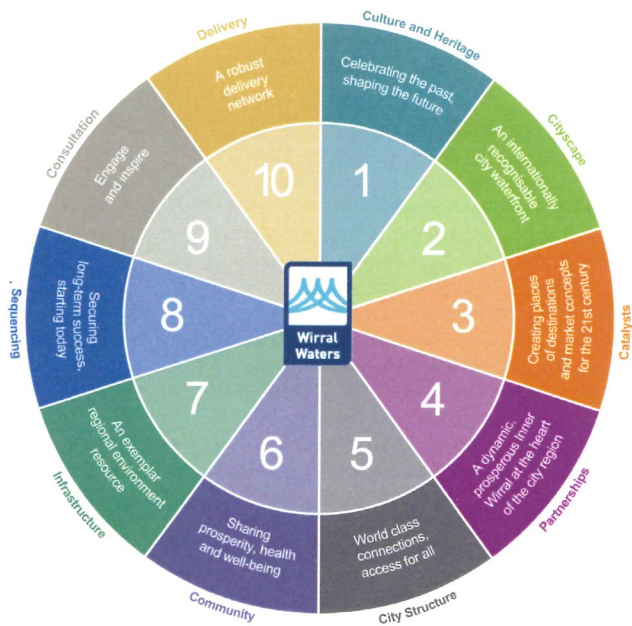 Culture and Heritage
Celebrating the past,
shaping the future
1
Cityscape
An internationally
recognisable
city waterfront
2
Catalysts
Creating places
of destinations
and market concepts
for the 21st century
3
Partnerships
A dynamic,
prosperous Inner
Wirral at the heart
of the city region
4
City Structure
World class
connections,
access for all
5
Community
Sharing
prosperity, health
and well-being
6
Infrastructure
An exemplar
regional environment
resource
7
Sequencing
Securing
long-term success,
starting today
8
Consultation
Engage
and inspire
9
Delivery
A robust
delivery
network
10
Wirral
Waters